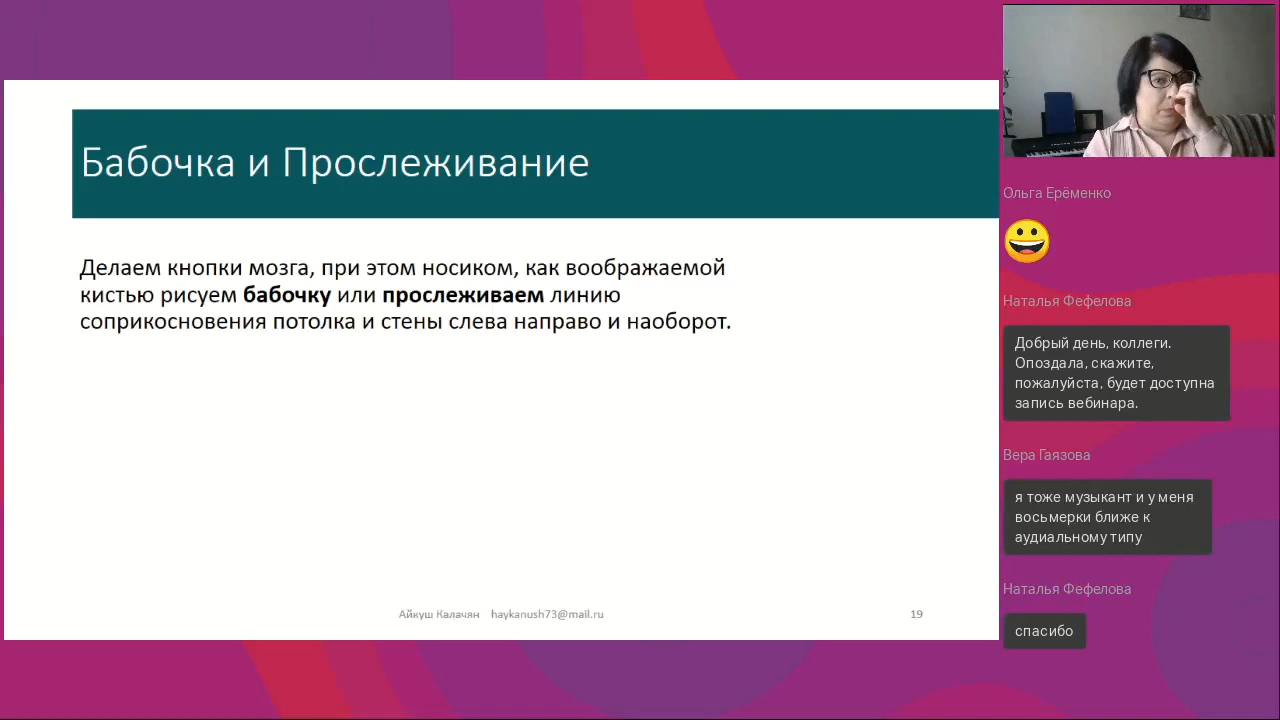 Бабочка и Прослеживание
Делаем кнопки мозга, при этом носиком, как воображаемой
кистью рисуем бабочку или прослеживаем линию
соприкосновения потолка и стены слева направо и наоборот.
Айкуш Калачян haykanush73@mail.ru
19
Ольга Ерёменко
Наталья Фефелова
Добрый день, коллеги.
Опоздала, скажите,
пожалуйста, будет доступна
запись вебинара.
Вера Гаязова
я тоже музыкант и у меня
восьмерки ближе к
аудиальному типу
Наталья Фефелова
спасибо